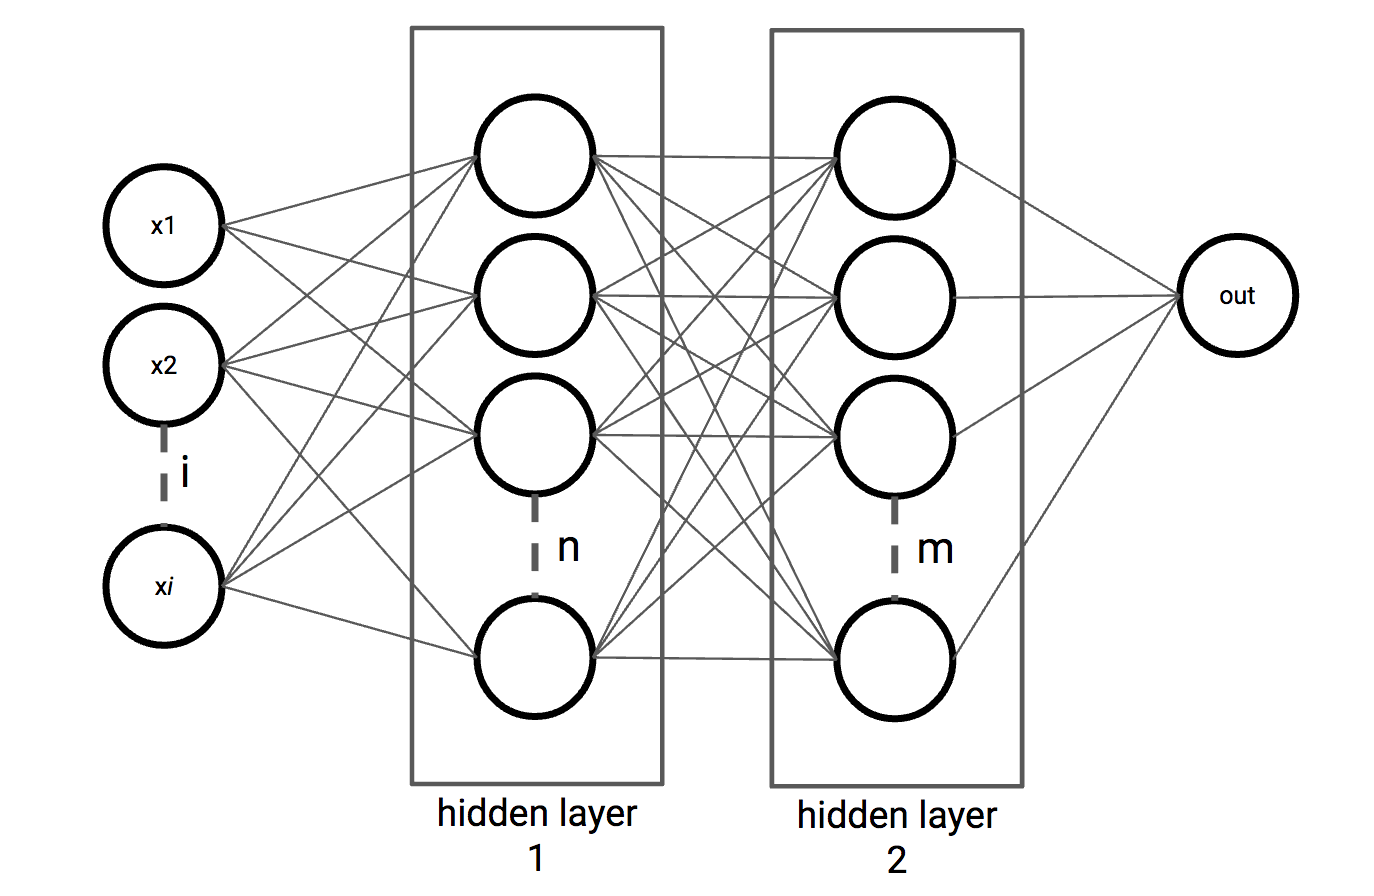 x1
x2
i
xi
n
hidden layer
1
m
hidden layer
2
out